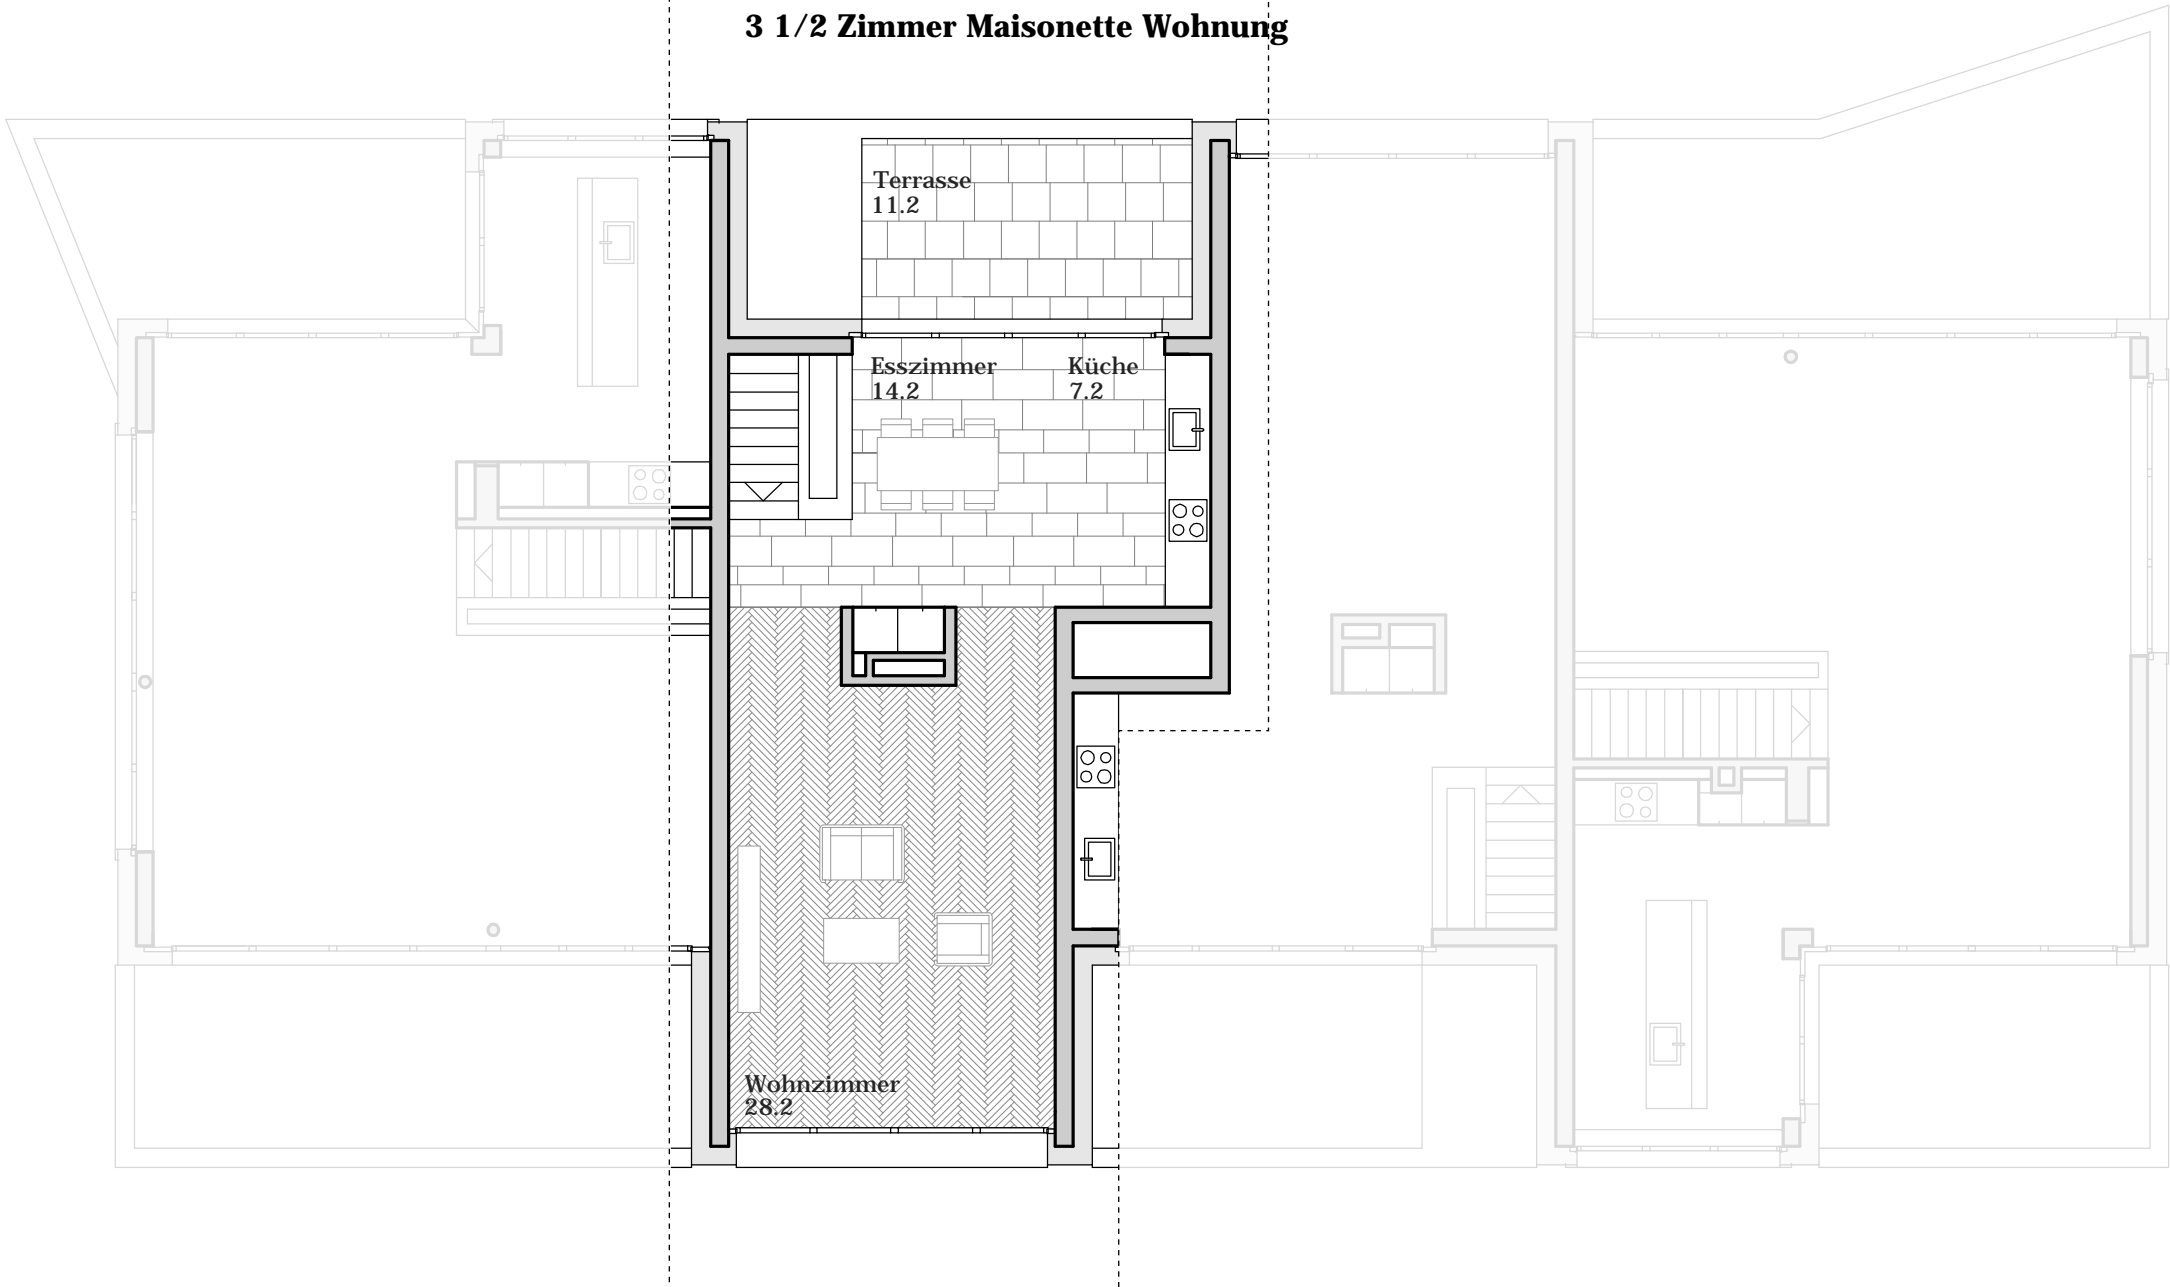 3 1/2 Zimmer Maisonette Wohnung
Terrasse
11.2
Esszimmer
14.2
Küche
7.2
Wohnzimmer
28.2